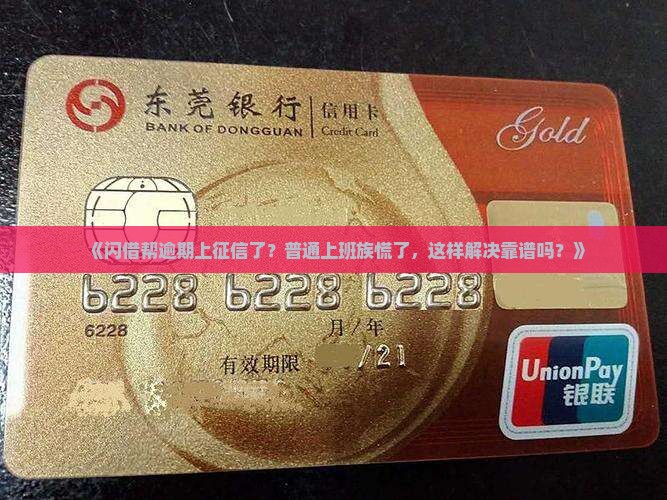 东莞银行
BANK OF DONGGUAN
信用卡
Credit Card
Gold
《闪借帮逾期上征信了？普通上班族慌了，这样解决靠谱吗？》
6228 6228 6228
6228
月/年
有效期限
/21
UnionPay
银联